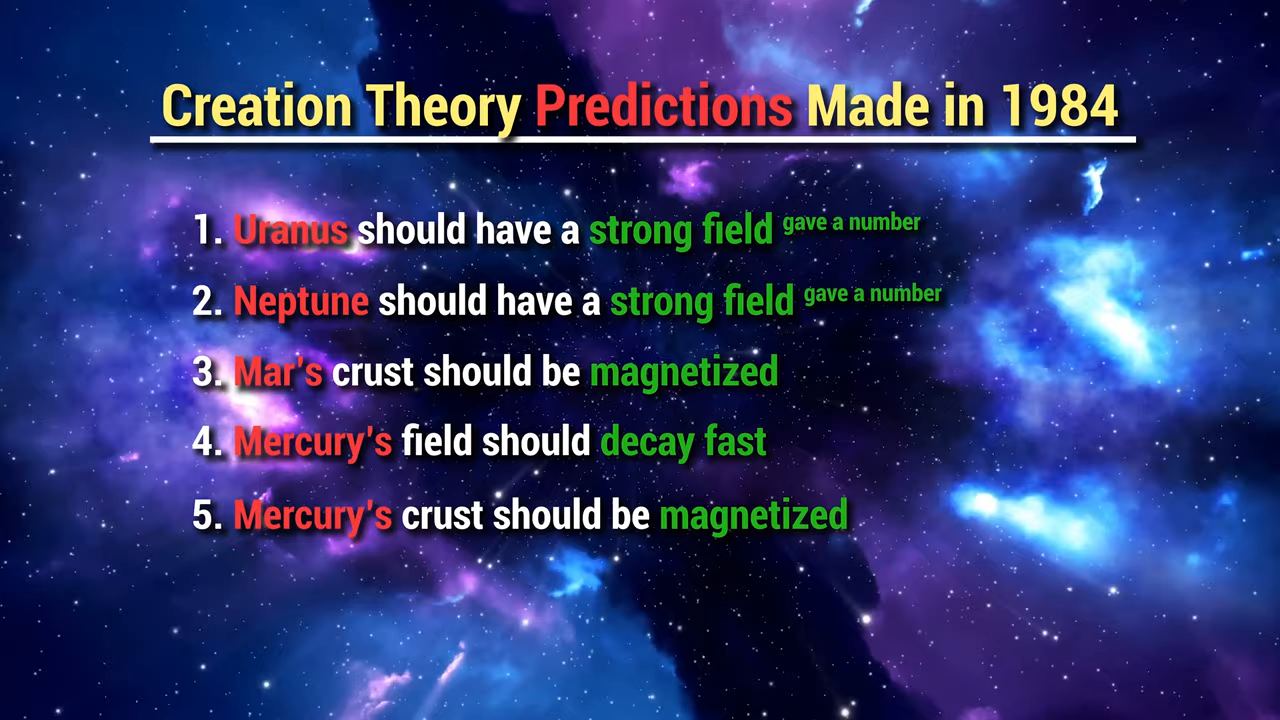 Creation Theory Predictions Made in 1984
1. Uranus should have a strong field gave a number
2. Neptune should have a strong field gave a number
3. Mar's crust should be magnetized
4. Mercury's field should decay fast
5. Mercury's crust should be magnetized